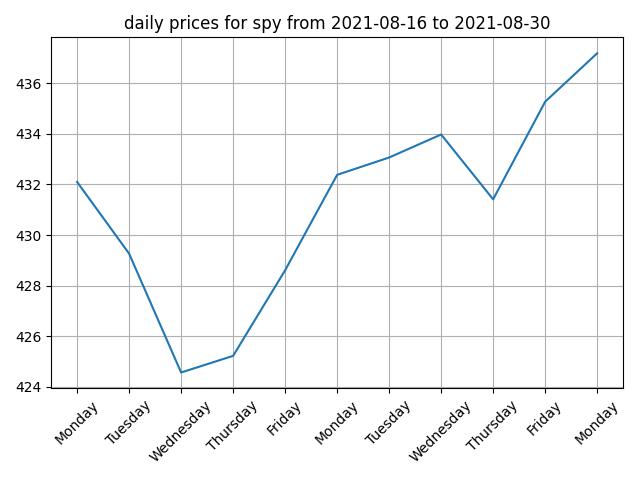 daily prices for spy from 2021-08-16 to 2021-08-30
436
434
432
430
428
426
424
Monday
Tuesday
Wednesday
Thursday
Friday
Monday
Tuesday
Wednesday
Thursday
Friday
Monday